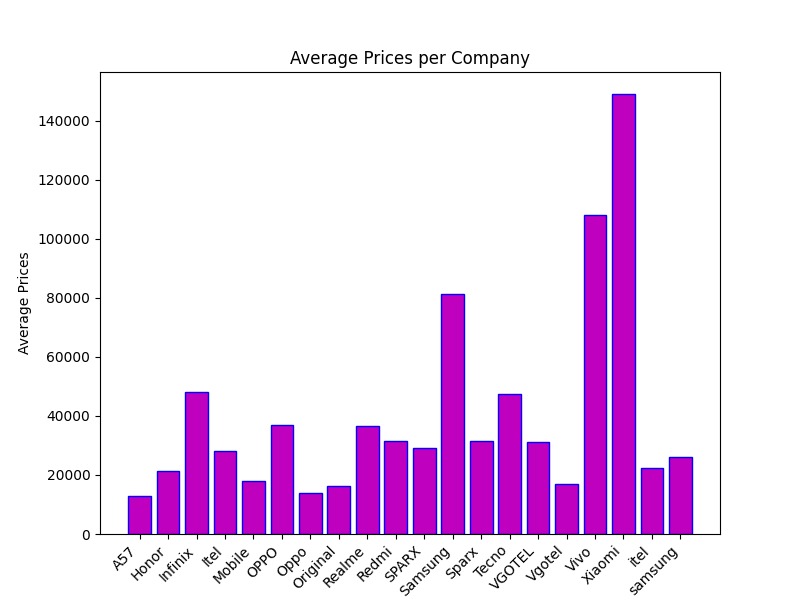 Average Prices per Company
Average Prices
140000
120000
100000
80000
60000
40000
20000
0
A57
Honor
Infinix
Itel
Mobile
OPPO
Oppo
Original
Realme
Redmi
SPARX
Samsung
Sparx
Tecno
VGOTEL
Vgotel
Vivo
Xiaomi
itel
samsung